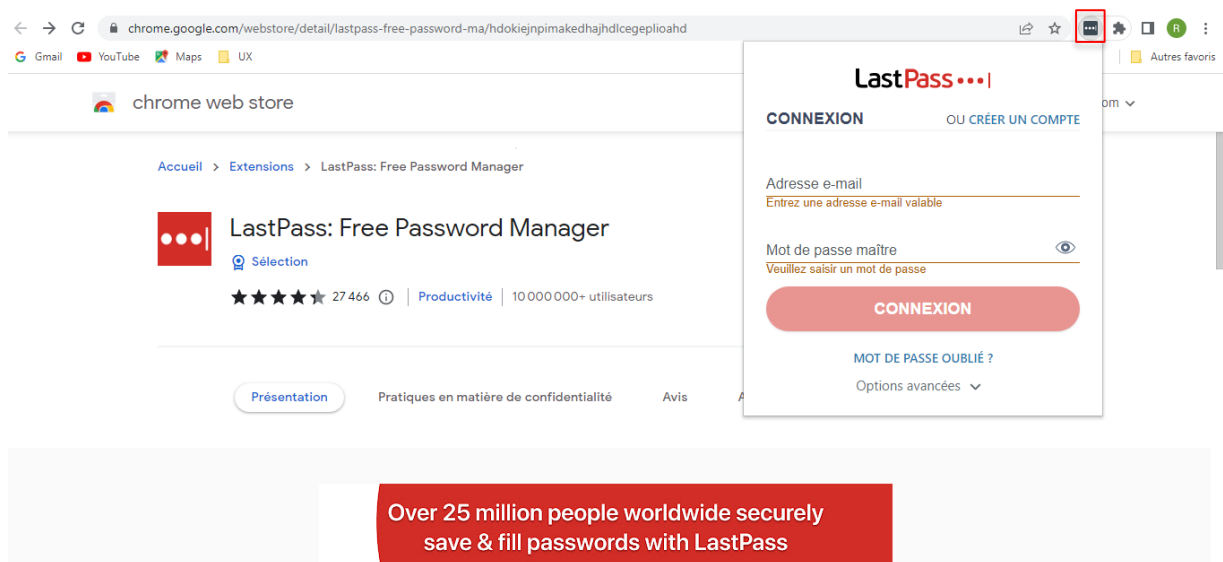 chrome.google.com/webstore/detail/lastpass-free-password-ma/hdokiejnpimakedhajhdlcegeplioahd
R
Gmail YouTube Maps UX Autres favoris
chrome web store
om
LastPass
CONNEXION OU CRÉER UN COMPTE
Accueil > Extensions > LastPass: Free Password Manager
Adresse e-mail
Entrez une adresse e-mail valable
LastPass: Free Password Manager
Sélection
Mot de passe maître
Veuillez saisir un mot de passe
27 466 Productivité 10 000 000+ utilisateurs
CONNEXION
MOT DE PASSE OUBLIÉ ?
Options avancées
Présentation Pratiques en matière de confidentialité Avis
Over 25 million people worldwide securely
save & fill passwords with LastPass